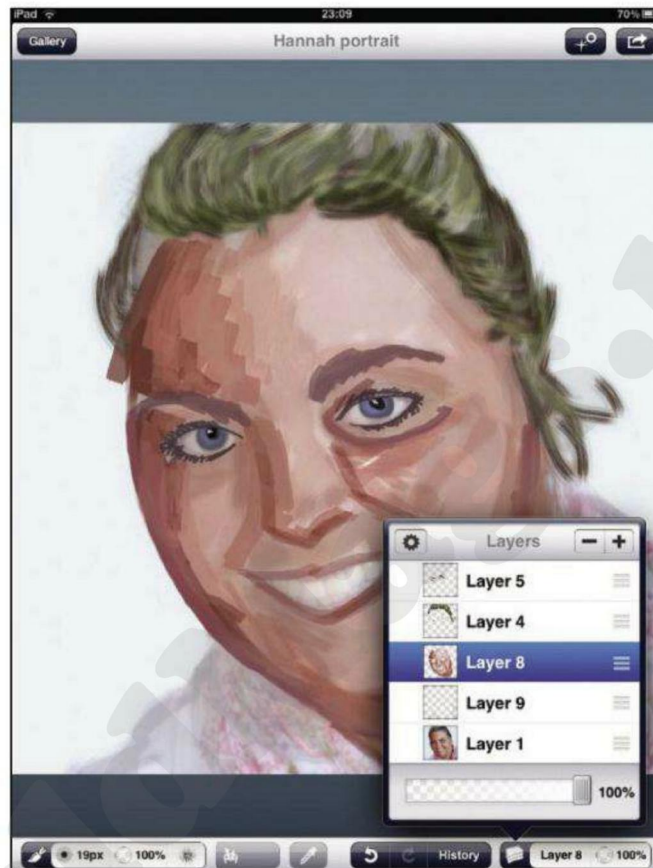 iPad 23:09 70%
Gallery Hannah portrait
Layers
Layer 5
Layer 4
Layer 8
Layer 9
Layer 1
100%
19px 100% History Layer 8 100%